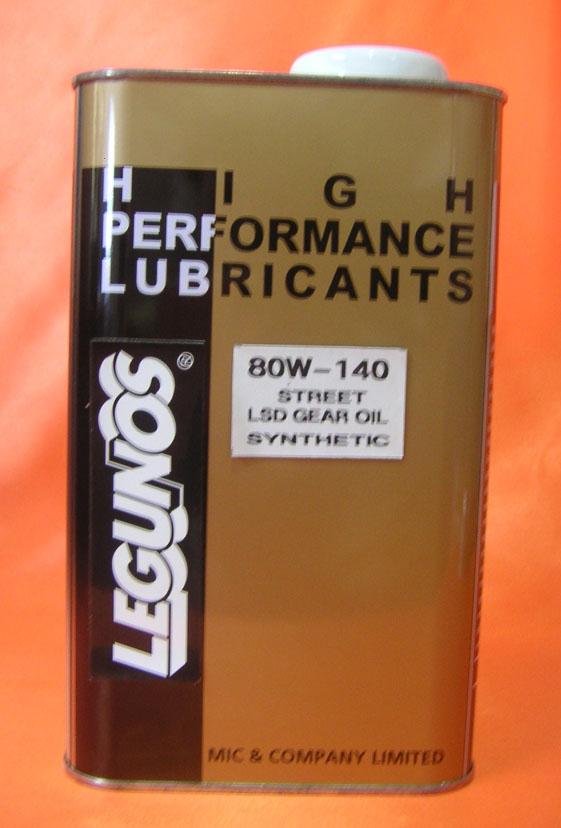 HIGH
PERFORMANCE
LUBRICANTS
LEGUNOS
80W-140
STREET
LSD GEAR OIL
SYNTHETIC
MIC & COMPANY LIMITED